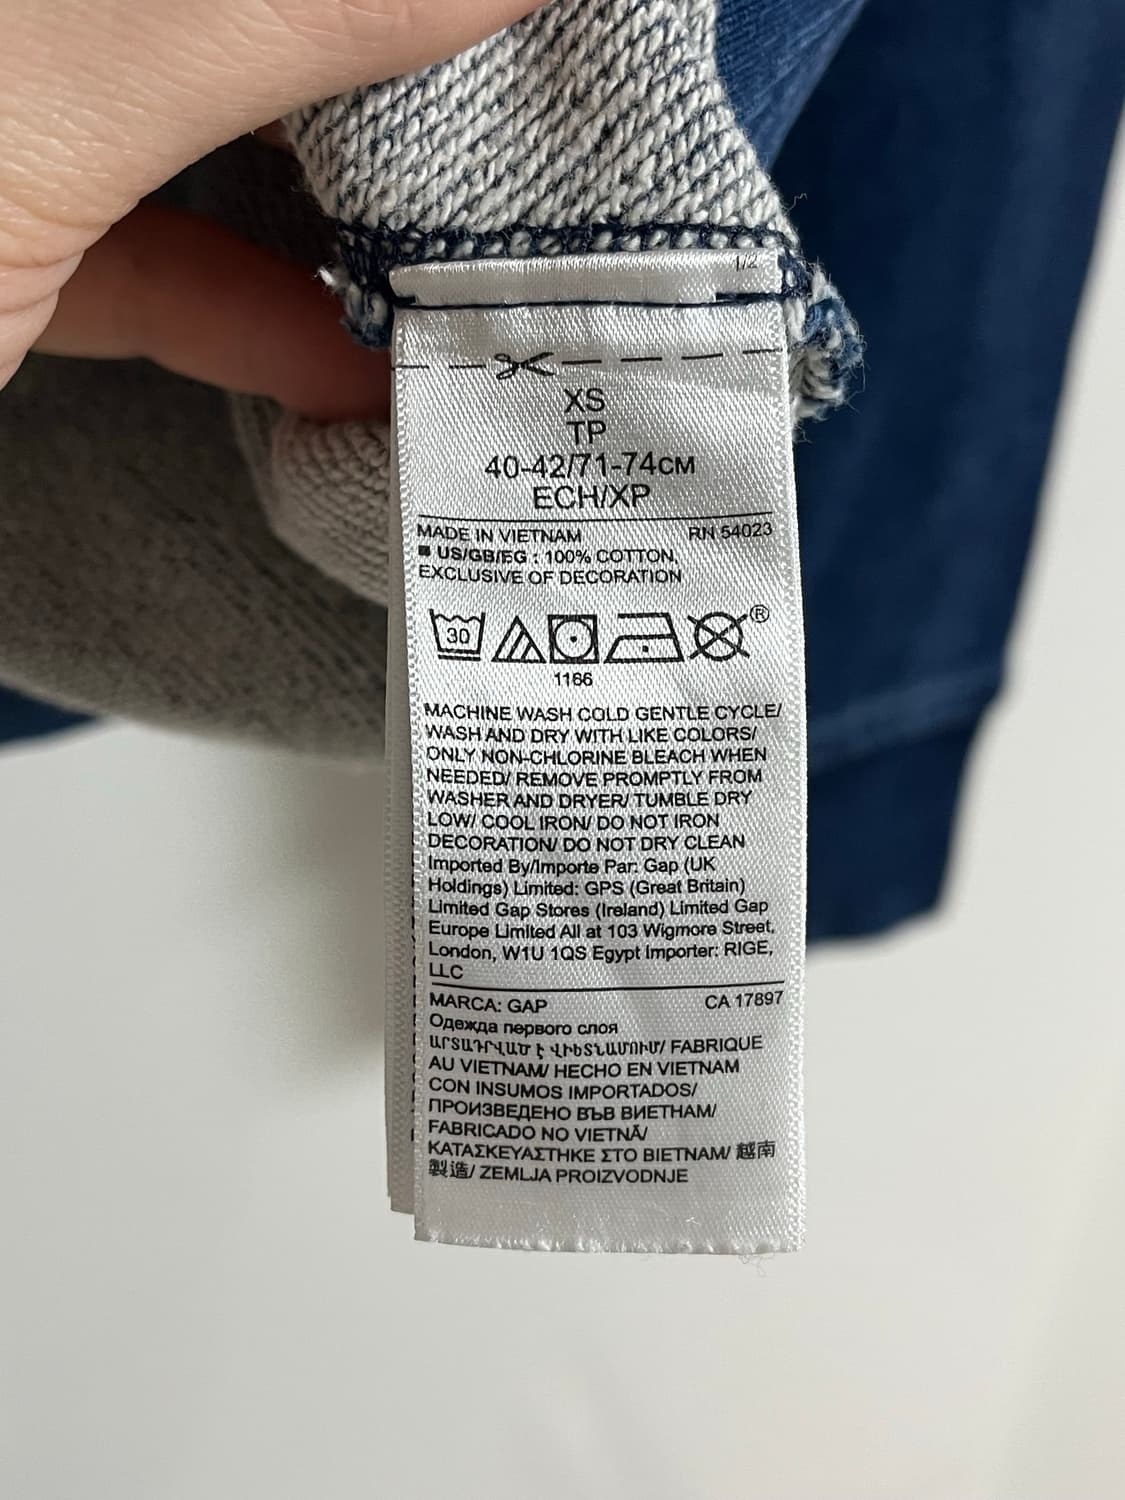 1/2
XS
TP
40-42/71-74CM
ECH/XP
MADE IN VIETNAM RN 54023
■ US/GB/EG : 100% COTTON,
EXCLUSIVE OF DECORATION
30 ®
1166
MACHINE WASH COLD GENTLE CYCLE/
WASH AND DRY WITH LIKE COLORS/
ONLY NON-CHLORINE BLEACH WHEN
NEEDED/ REMOVE PROMPTLY FROM
WASHER AND DRYER/ TUMBLE DRY
LOW/ COOL IRON/ DO NOT IRON
DECORATION/ DO NOT DRY CLEAN
Imported By/Importe Par: Gap (UK
Holdings) Limited: GPS (Great Britain)
Limited Gap Stores (Ireland) Limited Gap
Europe Limited All at 103 Wigmore Street,
London, W1U 1QS Egypt Importer: RIGE,
LLC
MARCA: GAP CA 17897
Одежда первого слоя
ԱՐՏԱԴՐՎԱԾ Է ՎԻԵՏՆԱՄՈՒՄ/ FABRIQUE
AU VIETNAM/ HECHO EN VIETNAM
CON INSUMOS IMPORTADOS/
ПРОИЗВЕДЕНО ВЪВ ВИЕТНАМ/
FABRICADO NO VIETNÃ/
ΚΑΤΑΣΚΕΥΑΣΤΗΚΕ ΣΤΟ ΒΙΕΤΝΑΜ/ 越南
製造/ ZEMLJA PROIZVODNJE